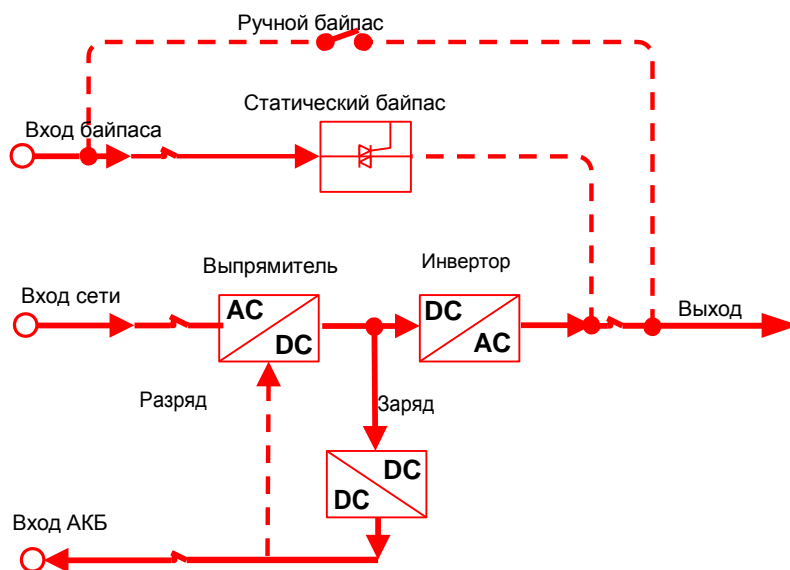 Ручной байпас
Статический байпас
Вход байпаса
Выпрямитель
Инвертор
Вход сети
AC
DC
DC
AC
Выход
Разряд
Заряд
DC
DC
Вход АКБ